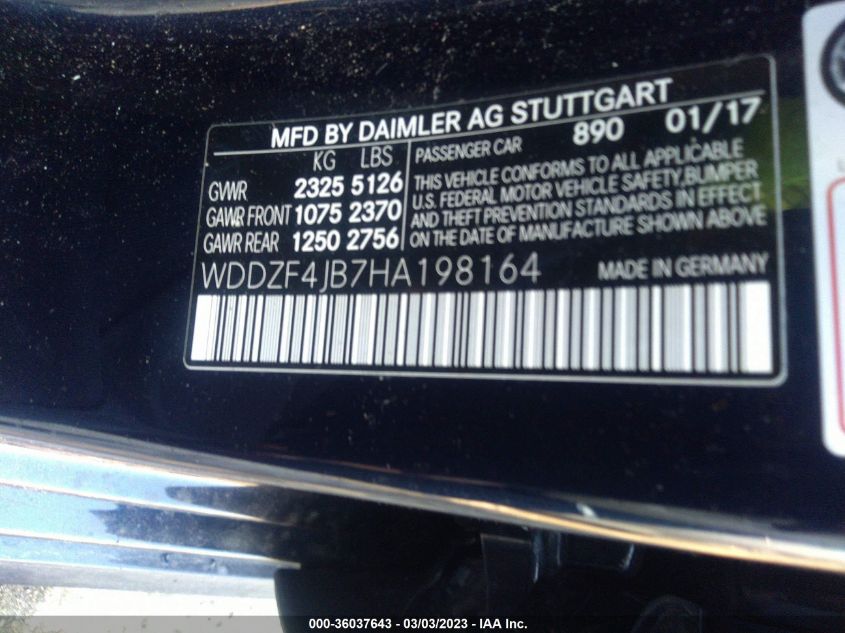 MFD BY DAIMLER AG STUTTGART
KG LBS
GVWR 2325 5126
GAWR FRONT 1075 2370
GAWR REAR 1250 2756
PASSENGER CAR 890 01/17
THIS VEHICLE CONFORMS TO ALL APPLICABLE
U.S. FEDERAL MOTOR VEHICLE SAFETY, BUMPER
AND THEFT PREVENTION STANDARDS IN EFFECT
ON THE DATE OF MANUFACTURE SHOWN ABOVE
WDDZF4JB7HA198164 MADE IN GERMANY
000-36037643 - 03/03/2023 - IAA Inc.